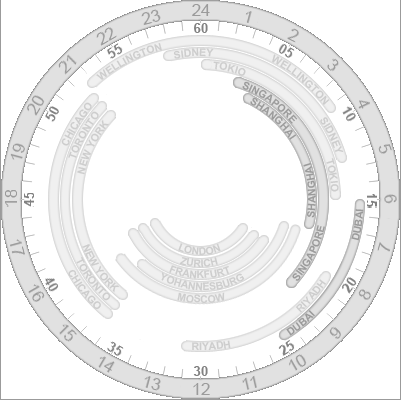 24
1
2
3
4
5
6
7
8
9
10
11
12
13
14
15
16
17
18
19
20
21
22
23
60
05
10
15
20
25
30
35
40
45
50
55
WELLINGTON
WELLINGTON
SIDNEY
SIDNEY
TOKIO
TOKIO
SINGAPORE
SINGAPORE
SHANGHAI
SHANGHAI
DUBAI
DUBAI
RIYADH
RIYADH
CHICAGO
CHICAGO
TORONTO
TORONTO
NEW YORK
NEW YORK
LONDON
ZURICH
FRANKFURT
YOHANNESBURG
MOSCOW